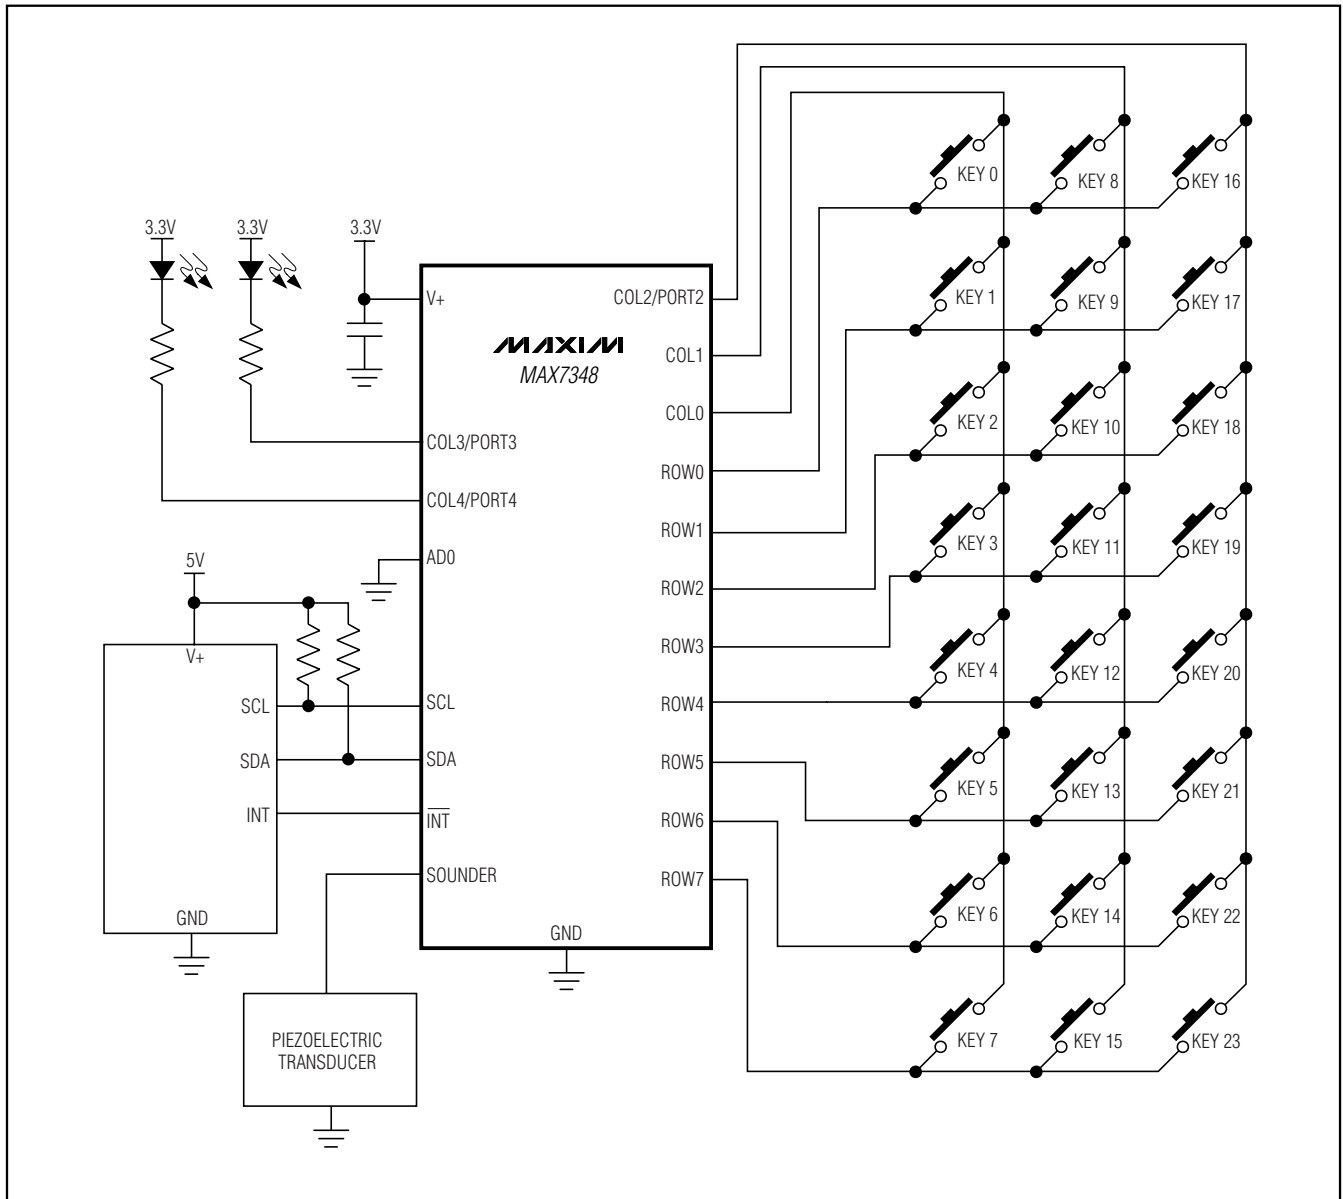 KEY 0 KEY 8 KEY 16
3.3V 3.3V 3.3V
V+ COL2/PORT2
KEY 1 KEY 9 KEY 17
MAXIM COL1
MAX7348
COL0
KEY 2 KEY 10 KEY 18
COL3/PORT3
ROW0
COL4/PORT4
ROW1
KEY 3 KEY 11 KEY 19
5V AD0
ROW2
V+ ROW3
KEY 4 KEY 12 KEY 20
SCL SCL ROW4
SDA SDA ROW5
KEY 5 KEY 13 KEY 21
INT INT ROW6
SOUNDER ROW7
GND GND
KEY 6 KEY 14 KEY 22
PIEZOELECTRIC
TRANSDUCER
KEY 7 KEY 15 KEY 23